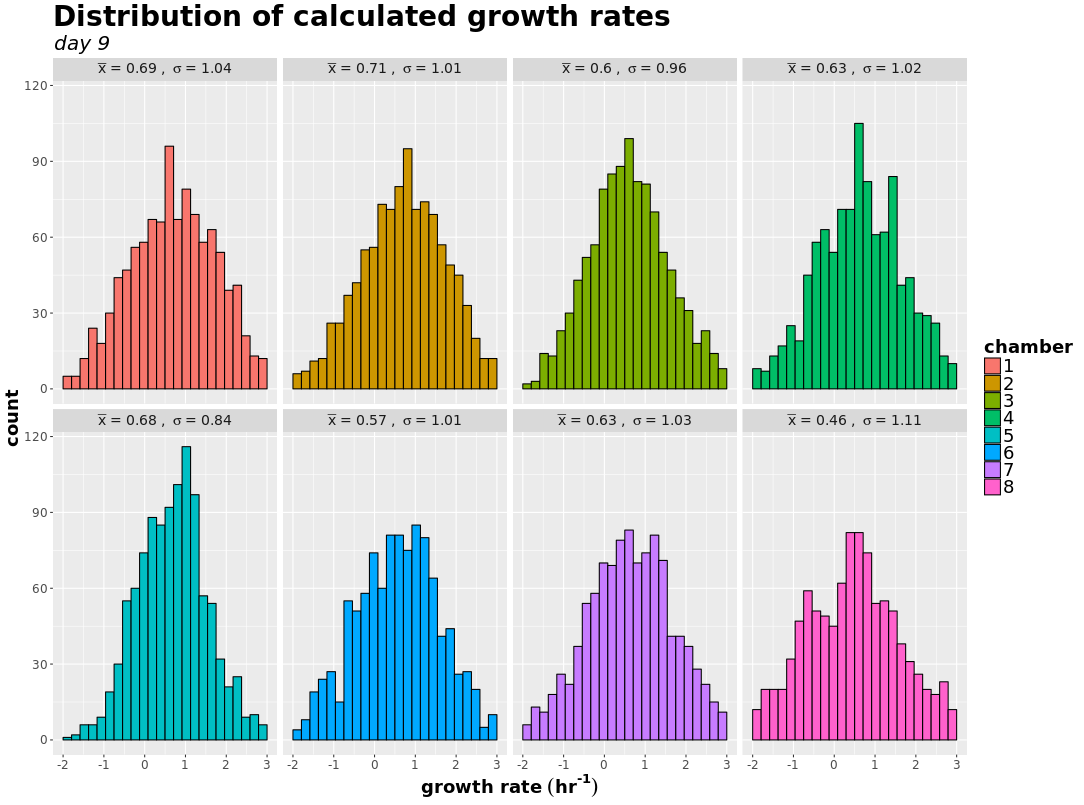 Distribution of calculated growth rates
day 9
x̅ = 0.69 , σ = 1.04
x̅ = 0.71 , σ = 1.01
x̅ = 0.6 , σ = 0.96
x̅ = 0.63 , σ = 1.02
120
90
60
30
0
x̅ = 0.68 , σ = 0.84
x̅ = 0.57 , σ = 1.01
x̅ = 0.63 , σ = 1.03
x̅ = 0.46 , σ = 1.11
120
90
60
30
0
-2 -1 0 1 2 3
-2 -1 0 1 2 3
-2 -1 0 1 2 3
-2 -1 0 1 2 3
count
growth rate (hr⁻¹)
chamber
1
2
3
4
5
6
7
8